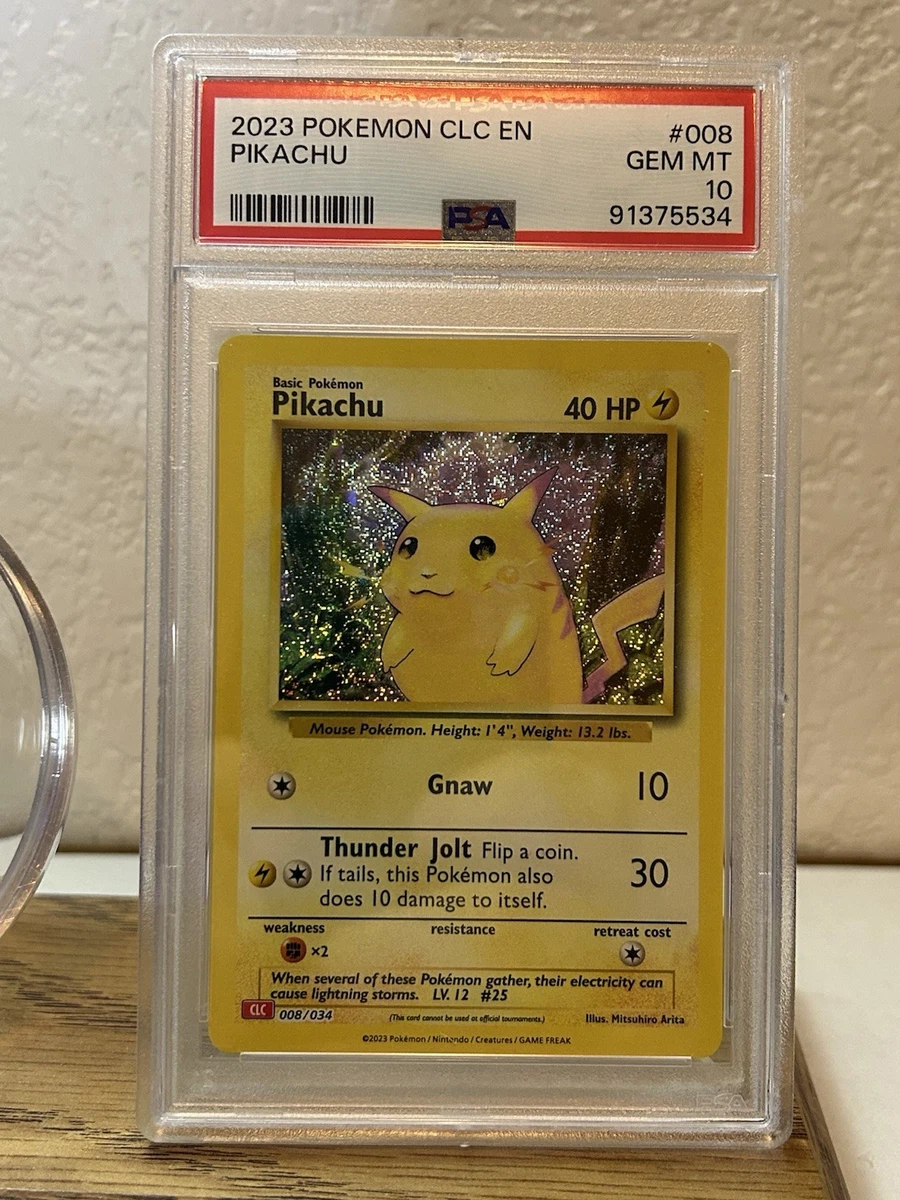 2023 POKEMON CLC EN #008
PIKACHU GEM MT
10
PSA 91375534
Basic Pokémon
Pikachu 40 HP
Mouse Pokémon. Height: 1'4", Weight: 13.2 lbs.
Gnaw 10
Thunder Jolt Flip a coin.
If tails, this Pokémon also 30
does 10 damage to itself.
weakness resistance retreat cost
×2
When several of these Pokémon gather, their electricity can
cause lightning storms. LV. 12 #25
CLC 008/034 (This card cannot be used at official tournaments.) Illus. Mitsuhiro Arita
©2023 Pokémon / Nintendo / Creatures / GAME FREAK
PSA